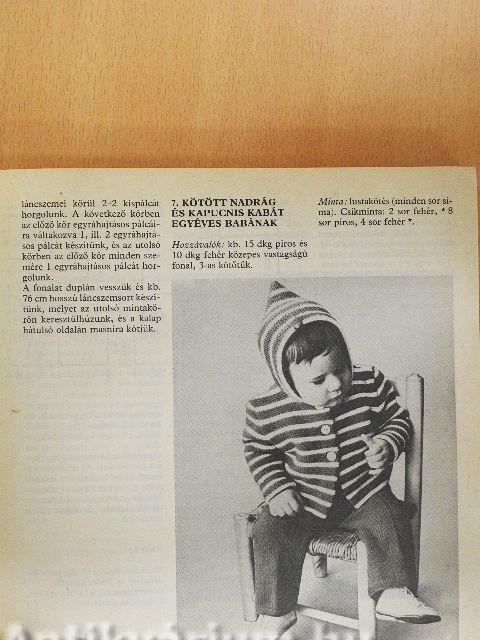 láncszemei körül 2–2 kispálcát
horgolunk. A következő körben
az előző kör egyráhajtásos pálcái-
ra váltakozva 1, ill. 2 egyráhajtá-
sos pálcát készítünk, és az utolsó
körben az előző kör minden sze-
mére 1 egyráhajtásos pálcát hor-
golunk.
A fonalat duplán vesszük és kb.
76 cm hosszú láncszemsort készí-
tünk, melyet az utolsó mintakö-
rön keresztülhúzunk, és a kalap
hátulsó oldalán masnira kötjük.
7. KÖTÖTT NADRÁG
ÉS KAPUCNIS KABÁT
EGYÉVES BABÁNAK
Hozzávalók: kb. 15 dkg piros és
10 dkg fehér közepes vastagságú
fonal, 3-as kötőtűk.
Minta: lustakötés (minden sor si-
ma). Csíkminta: 2 sor fehér, * 8
sor piros, 4 sor fehér *.
Antikvárium.hu